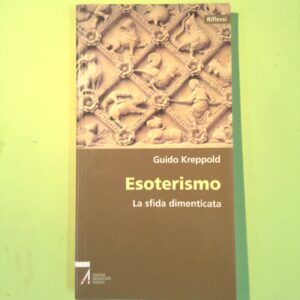 Riflessi
Guido Kreppold
Esoterismo
La sfida dimenticata